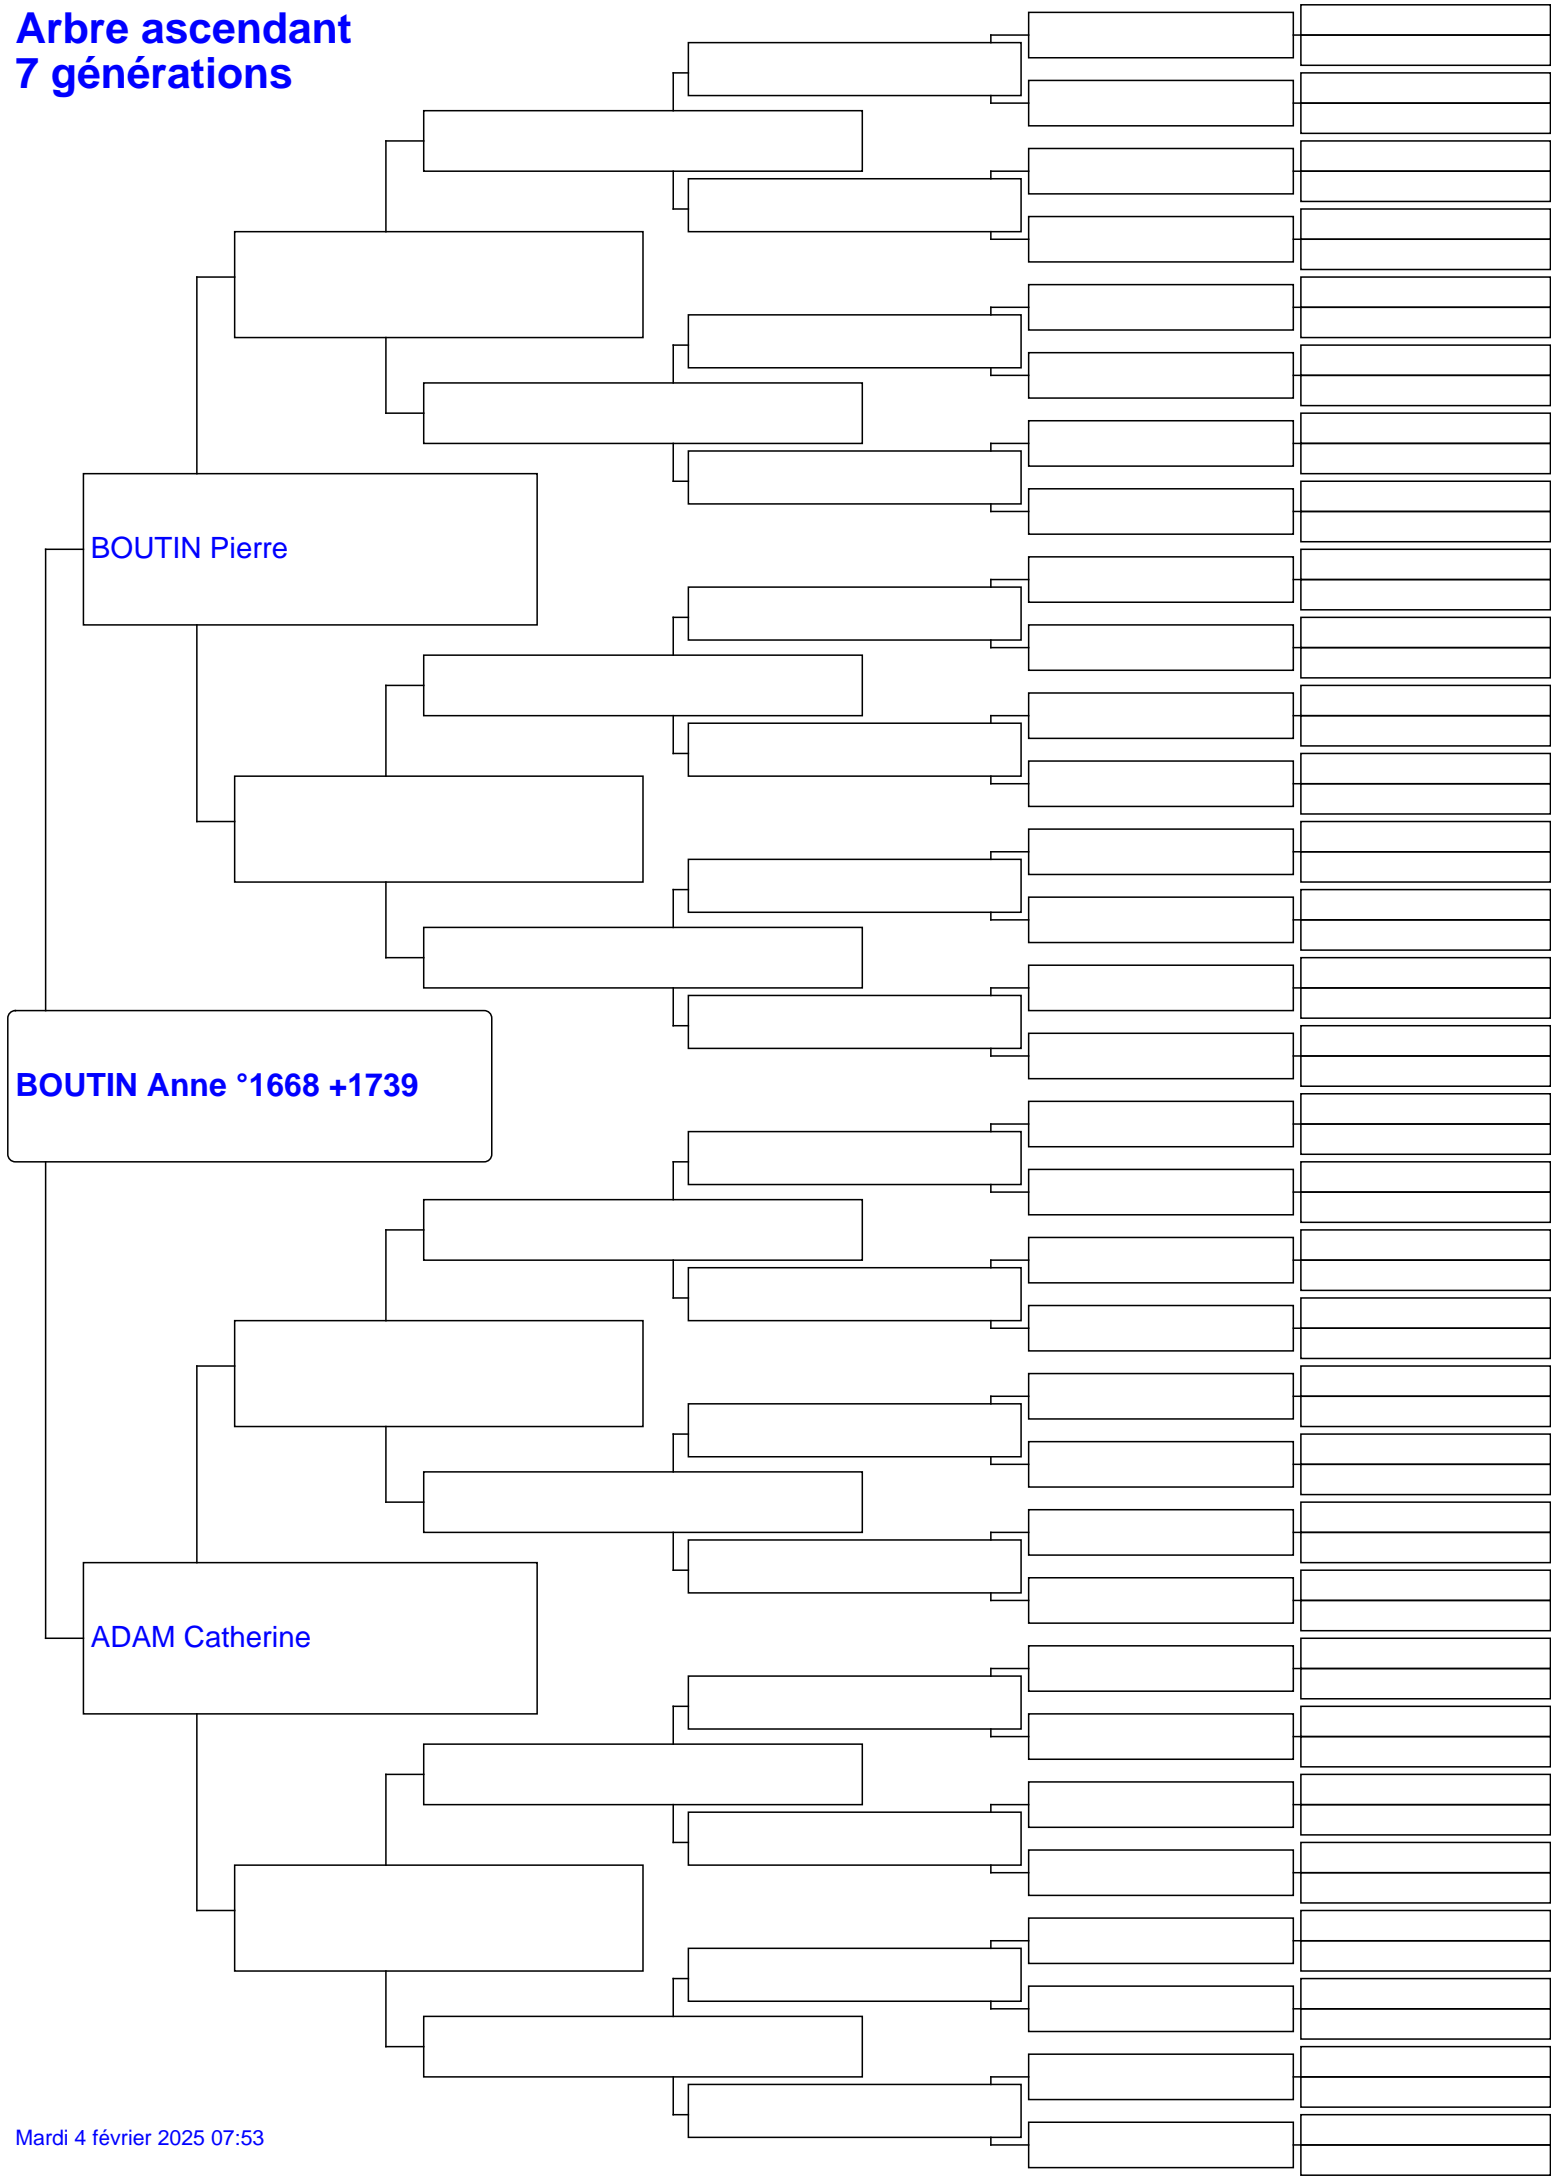 Arbre ascendant
7 générations
BOUTIN Pierre
BOUTIN Anne °1668 +1739
ADAM Catherine
Mardi 4 février 2025 07:53